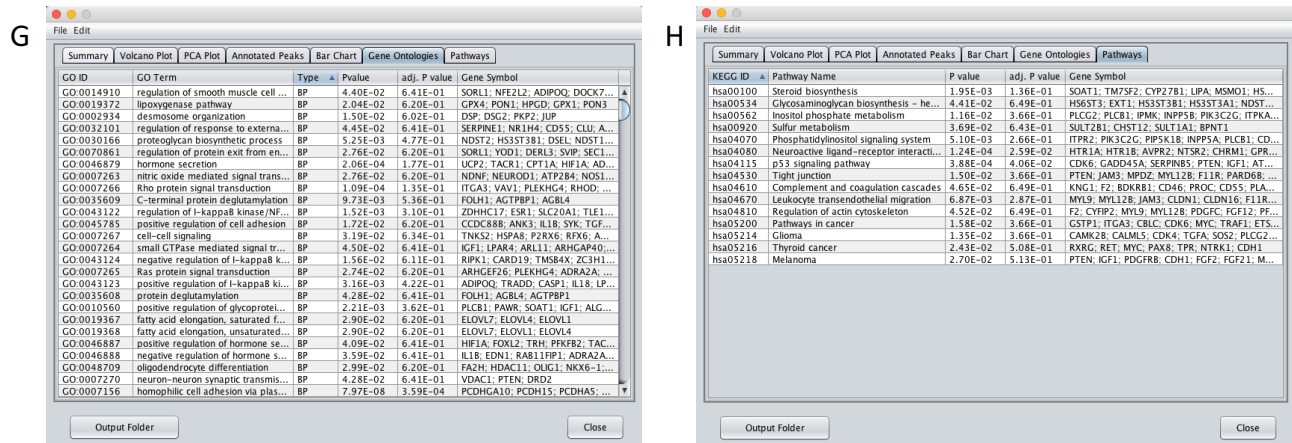 G
File Edit
Summary Volcano Plot PCA Plot Annotated Peaks Bar Chart Gene Ontologies Pathways
GO ID GO Term Type Pvalue adj. P value Gene Symbol
GO:0014910 regulation of smooth muscle cell ... BP 4.40E-02 6.41E-01 SORL1; NFE2L2; ADIPOQ; DOCK7...
GO:0019372 lipoxygenase pathway BP 2.04E-02 6.20E-01 GPX4; PON1; HPGD; GPX1; PON3
GO:0002934 desmosome organization BP 1.50E-02 6.02E-01 DSP; DSG2; PKP2; JUP
GO:0032101 regulation of response to externa... BP 4.45E-02 6.41E-01 SERPINE1; NR1H4; CD55; CLU; A...
GO:0030166 proteoglycan biosynthetic process BP 5.25E-03 4.77E-01 NDST2; HS3ST3B1; DSEL; NDST1...
GO:0070861 regulation of protein exit from en... BP 2.76E-02 6.20E-01 SORL1; YOD1; DERL3; SVIP; SEC1...
GO:0046879 hormone secretion BP 2.06E-04 1.77E-01 UCP2; TACR1; CPT1A; HIF1A; AD...
GO:0007263 nitric oxide mediated signal trans... BP 2.76E-02 6.20E-01 NDNF; NEUROD1; ATP2B4; NOS1...
GO:0007266 Rho protein signal transduction BP 1.09E-04 1.35E-01 ITGA3; VAV1; PLEKHG4; RHOD; ...
GO:0035609 C-terminal protein deglutamylation BP 9.73E-03 5.36E-01 FOLH1; AGTPBP1; AGBL4
GO:0043122 regulation of I-kappaB kinase/NF... BP 1.52E-03 3.10E-01 ZDHHC17; ESR1; SLC20A1; TLE1...
GO:0045785 positive regulation of cell adhesion BP 1.72E-02 6.20E-01 CCDC88B; ANK3; IL1B; SYK; TGF...
GO:0007267 cell-cell signaling BP 3.19E-02 6.34E-01 TNKS2; HSPA8; P2RX6; RFX6; A...
GO:0007264 small GTPase mediated signal tr... BP 4.50E-02 6.41E-01 IGF1; LPAR4; ARL11; ARHGAP40;...
GO:0043124 negative regulation of I-kappaB k... BP 1.56E-02 6.11E-01 RIPK1; CARD19; TMSB4X; ZC3H1...
GO:0007265 Ras protein signal transduction BP 2.74E-02 6.20E-01 ARHGEF26; PLEKHG4; ADRA2A; ...
GO:0043123 positive regulation of I-kappaB ki... BP 3.16E-03 4.22E-01 ADIPOQ; TRADD; CASP1; IL18; LP...
GO:0035608 protein deglutamylation BP 4.28E-02 6.41E-01 FOLH1; AGBL4; AGTPBP1
GO:0010560 positive regulation of glycoprotei... BP 2.21E-03 3.62E-01 PLCB1; PAWR; SOAT1; IGF1; ALG...
GO:0019367 fatty acid elongation, saturated f... BP 2.90E-02 6.20E-01 ELOVL7; ELOVL4; ELOVL1
GO:0019368 fatty acid elongation, unsaturated... BP 2.90E-02 6.20E-01 ELOVL7; ELOVL1; ELOVL4
GO:0046887 positive regulation of hormone se... BP 4.09E-02 6.41E-01 HIF1A; FOXL2; TRH; PFKFB2; TAC...
GO:0046888 negative regulation of hormone s... BP 3.59E-02 6.41E-01 IL1B; EDN1; RAB11FIP1; ADRA2A...
GO:0048709 oligodendrocyte differentiation BP 2.99E-02 6.20E-01 FA2H; HDAC11; OLIG1; NKX6-1;...
GO:0007270 neuron-neuron synaptic transmis... BP 4.28E-02 6.41E-01 VDAC1; PTEN; DRD2
GO:0007156 homophilic cell adhesion via plas... BP 7.97E-08 3.59E-04 PCDHGA10; PCDH15; PCDHA5; ...
Output Folder Close
H
File Edit
Summary Volcano Plot PCA Plot Annotated Peaks Bar Chart Gene Ontologies Pathways
KEGG ID Pathway Name P value adj. P value Gene Symbol
hsa00100 Steroid biosynthesis 1.95E-03 1.36E-01 SOAT1; TM7SF2; CYP27B1; LIPA; MSMO1; HS...
hsa00534 Glycosaminoglycan biosynthesis - he... 4.41E-02 6.49E-01 HS6ST3; EXT1; HS3ST3B1; HS3ST3A1; NDST...
hsa00562 Inositol phosphate metabolism 1.16E-02 3.66E-01 PLCG2; PLCB1; IPMK; INPP5B; PIK3C2G; ITPKA...
hsa00920 Sulfur metabolism 3.69E-02 6.43E-01 SULT2B1; CHST12; SULT1A1; BPNT1
hsa04070 Phosphatidylinositol signaling system 5.10E-03 2.66E-01 ITPR2; PIK3C2G; PIP5K1B; INPP5A; PLCB1; CD...
hsa04080 Neuroactive ligand-receptor interacti... 1.24E-04 2.59E-02 HTR1A; HTR1B; AVPR2; NTSR2; CHRM1; GPR...
hsa04115 p53 signaling pathway 3.88E-04 4.06E-02 CDK6; GADD45A; SERPINB5; PTEN; IGF1; AT...
hsa04530 Tight junction 1.50E-02 3.66E-01 PTEN; JAM3; MPDZ; MYL12B; F11R; PARD6B; ...
hsa04610 Complement and coagulation cascades 4.65E-02 6.49E-01 KNG1; F2; BDKRB1; CD46; PROC; CD55; PLA...
hsa04670 Leukocyte transendothelial migration 6.87E-03 2.87E-01 MYL9; MYL12B; JAM3; CLDN1; CLDN16; F11R...
hsa04810 Regulation of actin cytoskeleton 4.52E-02 6.49E-01 F2; CYFIP2; MYL9; MYL12B; PDGFC; FGF12; PF...
hsa05200 Pathways in cancer 1.58E-02 3.66E-01 GSTP1; ITGA3; CBLC; CDK6; MYC; TRAF1; ETS...
hsa05214 Glioma 1.35E-02 3.66E-01 CAMK2B; CALML5; CDK4; TGFA; SOS2; PLCG2...
hsa05216 Thyroid cancer 2.43E-02 5.08E-01 RXRG; RET; MYC; PAX8; TPR; NTRK1; CDH1
hsa05218 Melanoma 2.70E-02 5.13E-01 PTEN; IGF1; PDGFRB; CDH1; FGF2; FGF21; M...
Output Folder Close